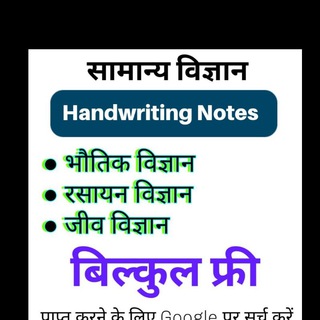 सामान्य विज्ञान
Handwriting Notes
• भौतिक विज्ञान
• रसायन विज्ञान
• जीव विज्ञान
बिल्कुल फ्री
प्राप्त करने के लिए Google पर सर्च करें